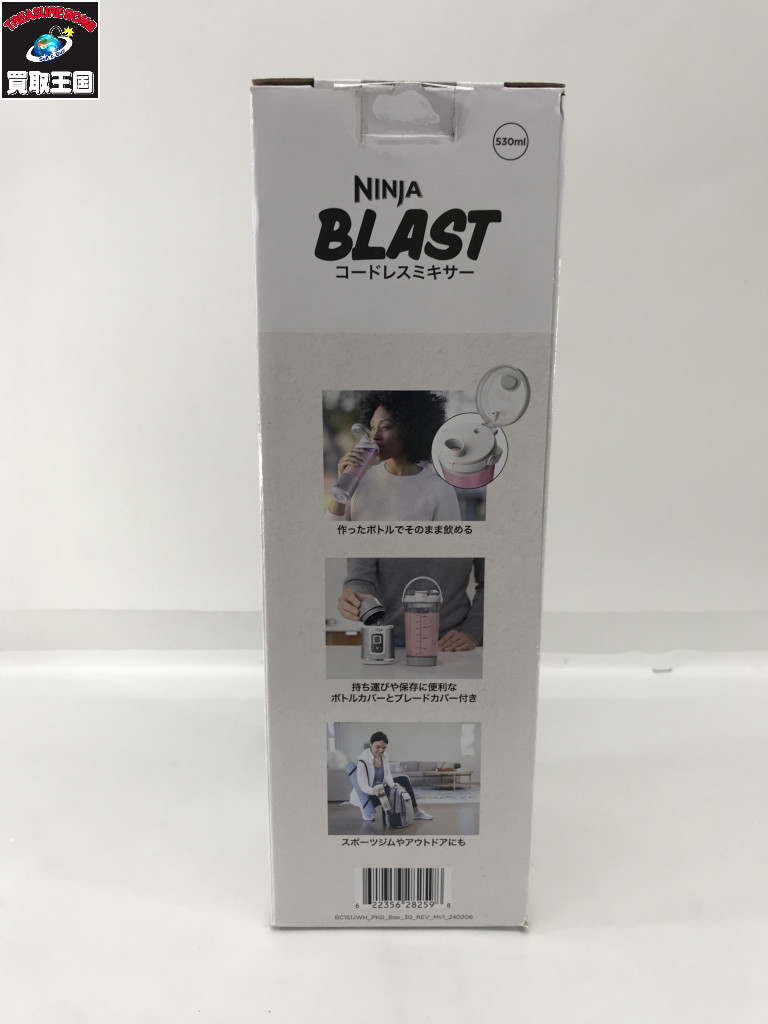 TREASURE BOMB
買取王国
530ml
NINJA
BLAST
コードレスミキサー
作ったボトルでそのまま飲める
持ち運びや保存に便利な
ボトルカバーとブレードカバー付き
スポーツジムやアウトドアにも
6 22356 28259 8
BC151JWH_PKG_Box_3G_REV_Mv1_240206